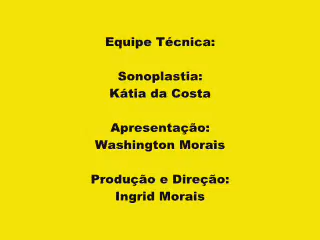 Equipe Técnica:
Sonoplastia:
Kátia da Costa
Apresentação:
Washington Morais
Produção e Direção:
Ingrid Morais